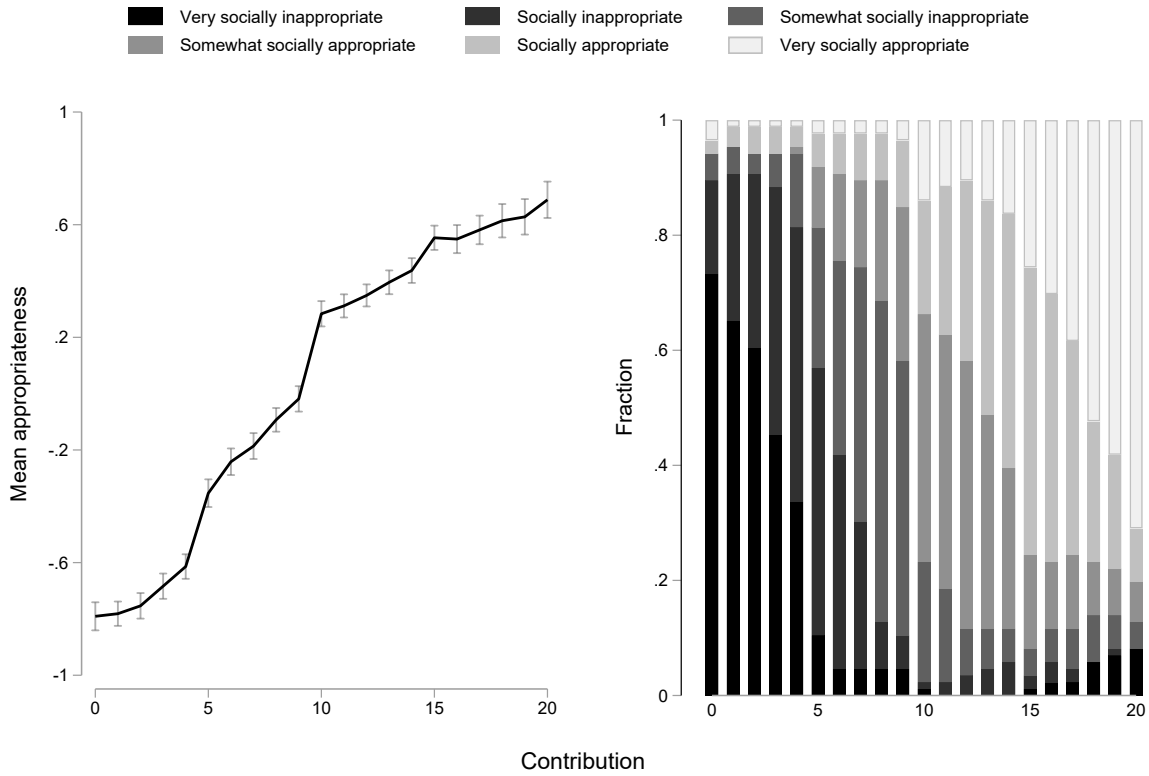 Very socially inappropriate Socially inappropriate Somewhat socially inappropriate
Somewhat socially appropriate Socially appropriate Very socially appropriate
Mean appropriateness
1
.6
.2
-.2
-.6
-1
0 5 10 15 20
Fraction
1
.8
.6
.4
.2
0
0 5 10 15 20
Contribution